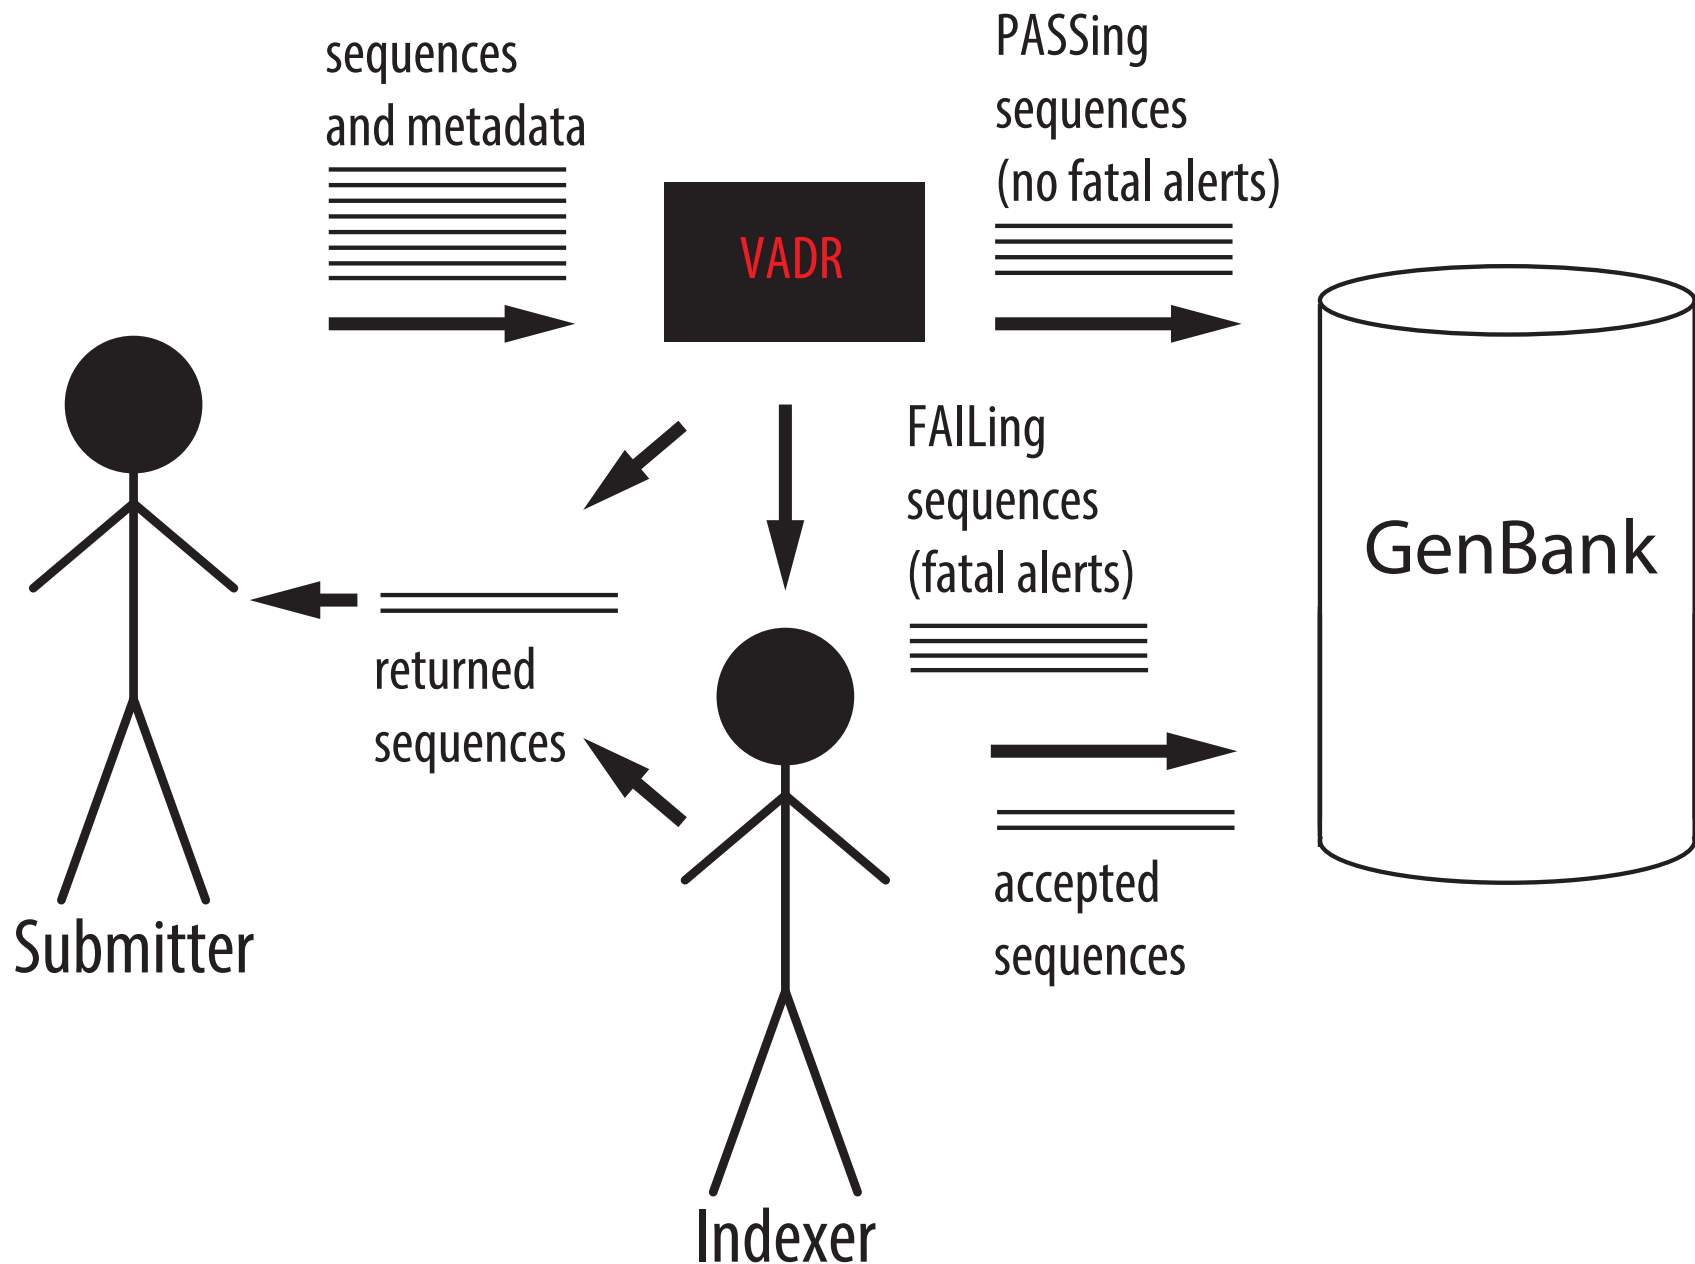 sequences
and metadata
PASSing
sequences
(no fatal alerts)
VADR
FAILing
sequences
(fatal alerts)
GenBank
returned
sequences
accepted
sequences
Submitter
Indexer